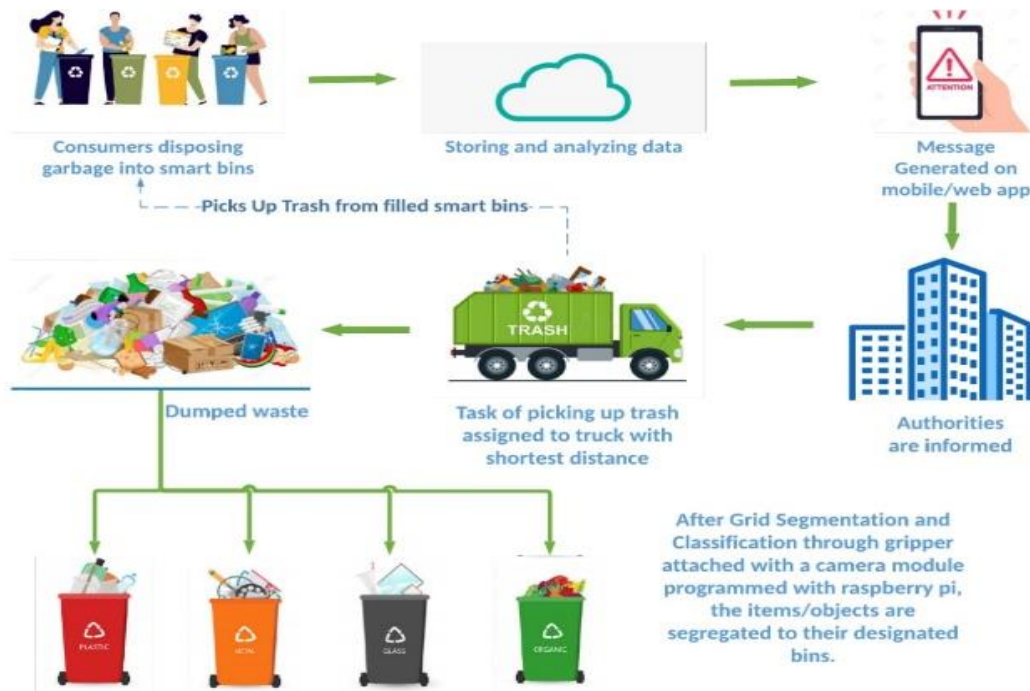 ATTENTION
Consumers disposing
garbage into smart bins
Storing and analyzing data
Message
Generated on
mobile/web app
Picks Up Trash from filled smart bins
TRASH
Dumped waste
Task of picking up trash
assigned to truck with
shortest distance
Authorities
are informed
After Grid Segmentation and
Classification through gripper
attached with a camera module
programmed with raspberry pi,
the items/objects are
segregated to their designated
bins.
PLASTIC
METAL
GLASS
ORGANIC